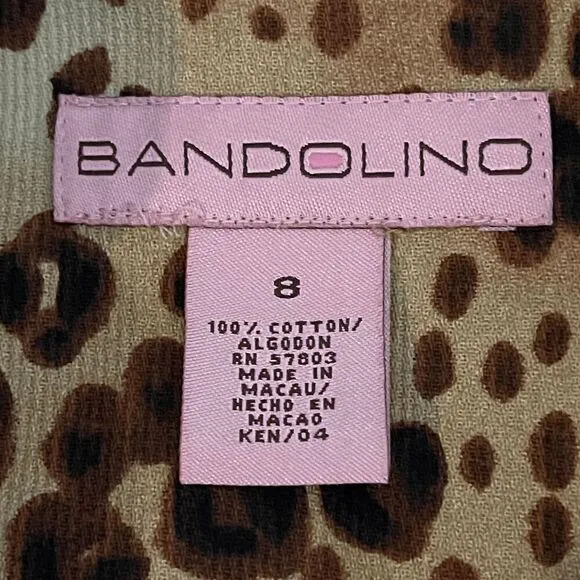 BANDOLINO
8
100% COTTON/
ALGODON
RN 57803
MADE IN
MACAU/
HECHO EN
MACAO
KEN/04